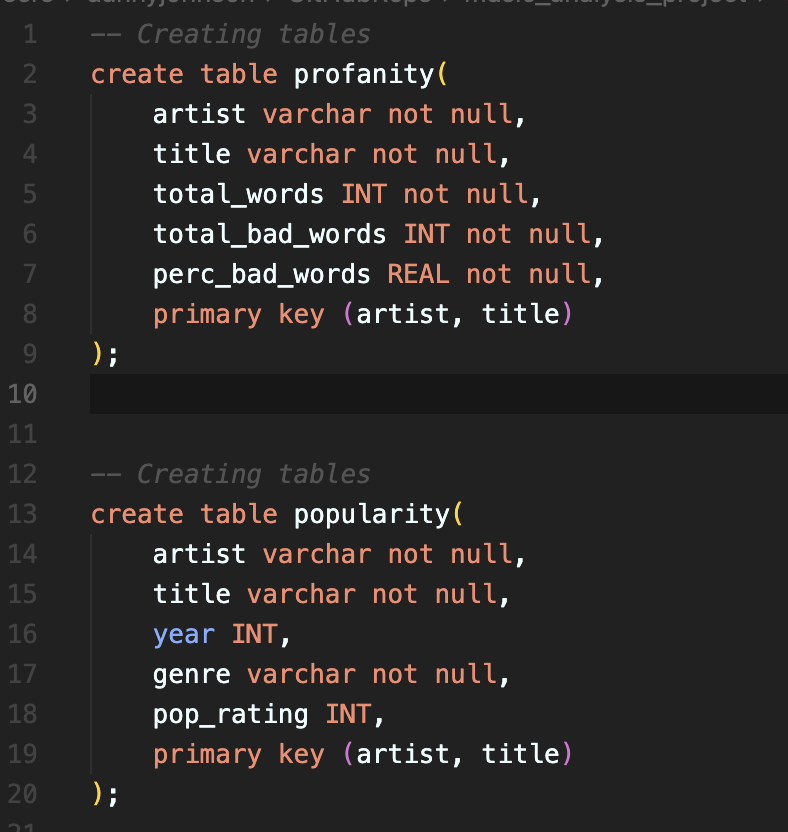 music_analysis_project
1 -- Creating tables
2 create table profanity(
3     artist varchar not null,
4     title varchar not null,
5     total_words INT not null,
6     total_bad_words INT not null,
7     perc_bad_words REAL not null,
8     primary key (artist, title)
9 );
10
11
12 -- Creating tables
13 create table popularity(
14     artist varchar not null,
15     title varchar not null,
16     year INT,
17     genre varchar not null,
18     pop_rating INT,
19     primary key (artist, title)
20 );
21